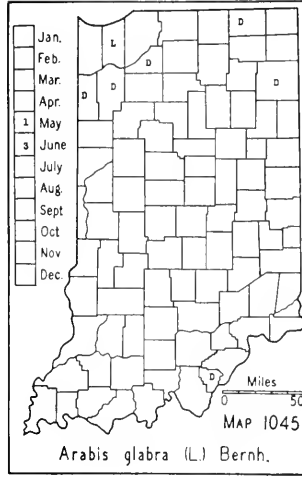 Jan.
Feb.
Mar.
Apr.
1 May
3 June
July
Aug.
Sept
Oct
Nov
Dec.
L
D
D
D
D
D
D
Miles
0 50
MAP 1045
Arabis glabra (L.) Bernh.